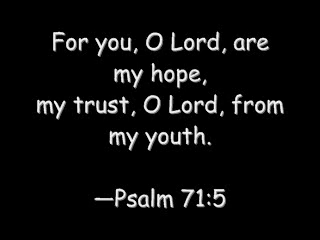 For you, O Lord, are
my hope,
my trust, O Lord, from
my youth.
—Psalm 71:5